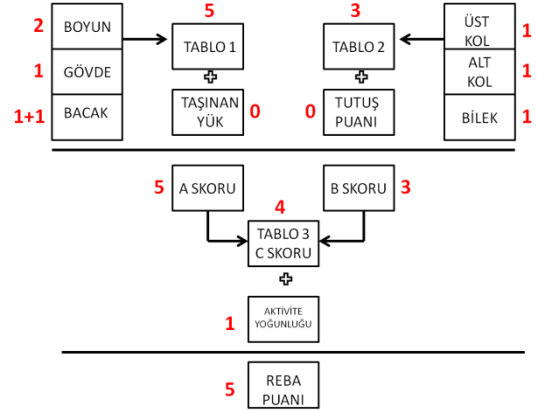 5
3
2 BOYUN
TABLO 1
TABLO 2
ÜST
KOL 1
1 GÖVDE
ALT
KOL 1
1+1 BACAK
TAŞINAN
YÜK 0
0 TUTUŞ
PUANI
BİLEK 1
5 A SKORU
B SKORU 3
4
TABLO 3
C SKORU
1 AKTİVİTE
YOĞUNLUĞU
5 REBA
PUANI